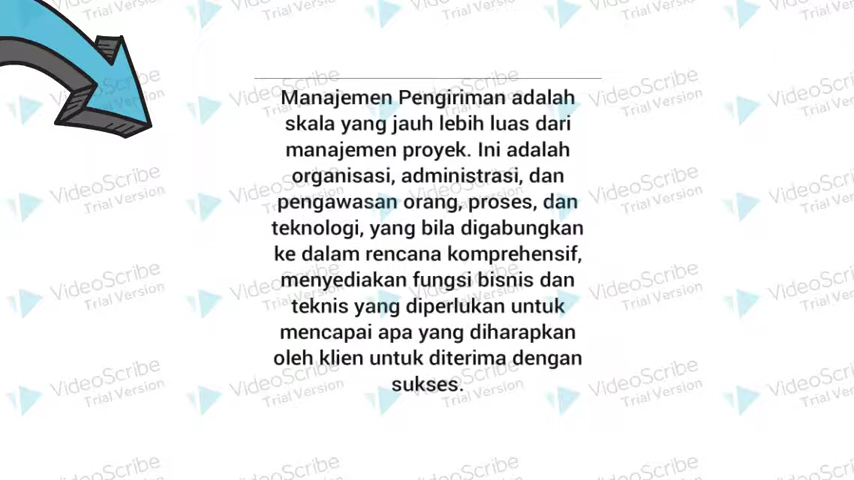 Manajemen Pengiriman adalah
skala yang jauh lebih luas dari
manajemen proyek. Ini adalah
organisasi, administrasi, dan
pengawasan orang, proses, dan
teknologi, yang bila digabungkan
ke dalam rencana komprehensif,
menyediakan fungsi bisnis dan
teknis yang diperlukan untuk
mencapai apa yang diharapkan
oleh klien untuk diterima dengan
sukses.
VideoScribe
Trial Version